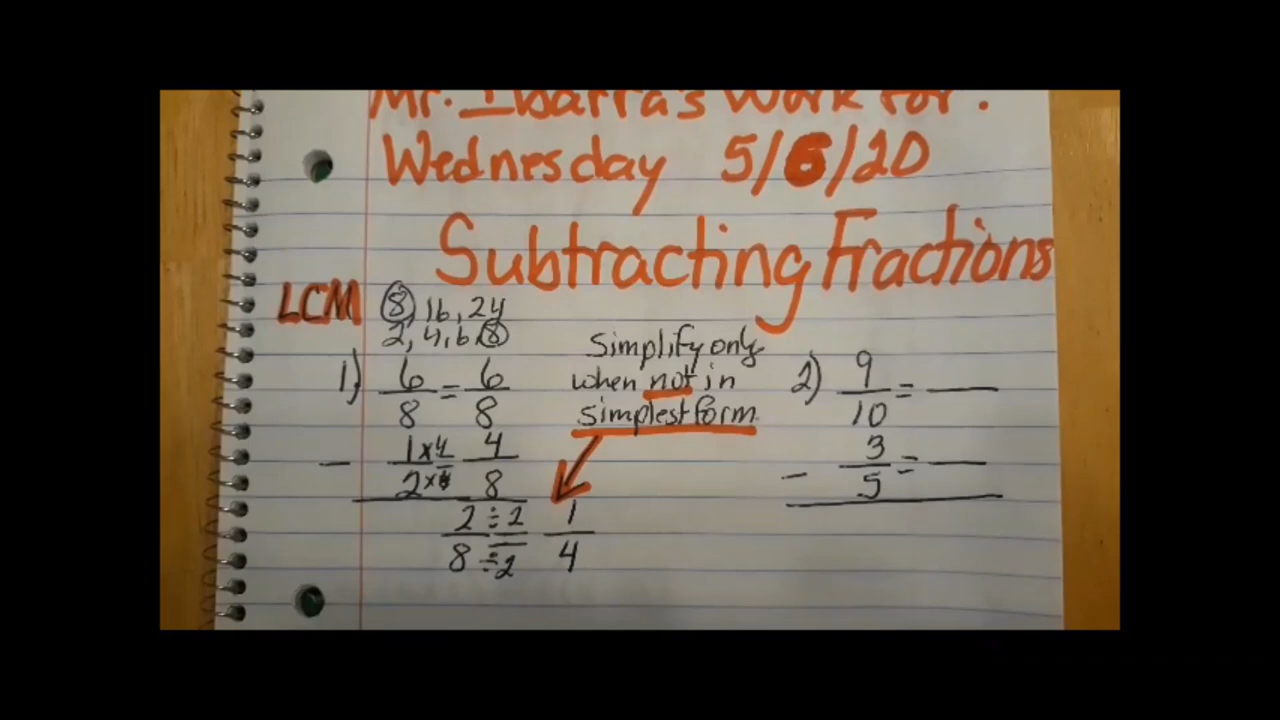 Mr. Ibarra's Work for.
Wednesday 5/6/20
Subtracting Fractions
LCM 8, 16, 24
2, 4, 6, 8
Simplify only
when not in
simplest form
1) 6/8 = 6/8
- 1/2 ×4/×4 4/8
2/8 ÷2/÷2 1/4
2) 9/10 = __
- 3/5 = __